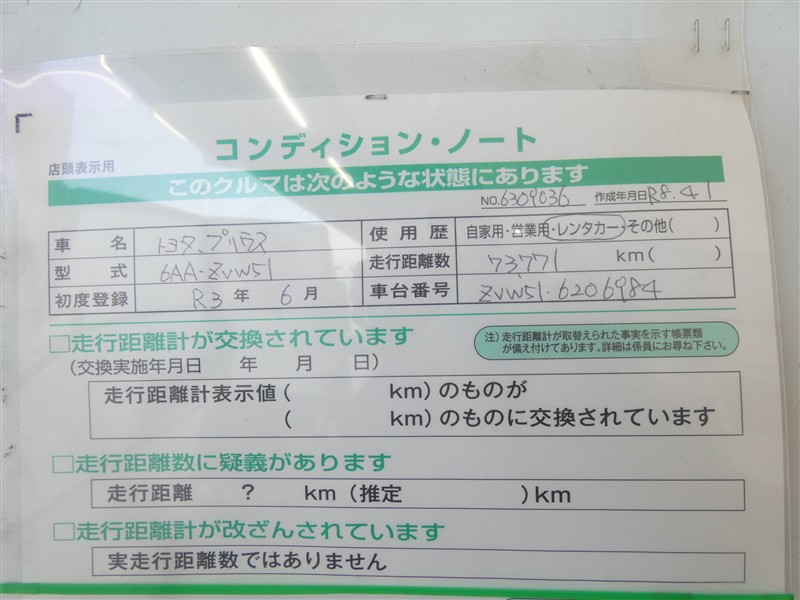 コンディション・ノート
店頭表示用
このクルマは次のような状態にあります
NO.6309036 作成年月日R8.4.1
車名 トヨタ、プリウス 使用歴 自家用・営業用・レンタカー・その他( )
型式 6AA-ZVW51 走行距離数 73,771 km( )
初度登録 R3年 6月 車台番号 ZVW51-6206984
□走行距離計が交換されています
(交換実施年月日 年 月 日)
注)走行距離計が取替えられた事実を示す帳票類
が備え付けてあります。詳細は係員にお尋ね下さい。
走行距離計表示値( km)のものが
( km)のものに交換されています
□走行距離数に疑義があります
走行距離 ? km(推定 )km
□走行距離計が改ざんされています
実走行距離数ではありません